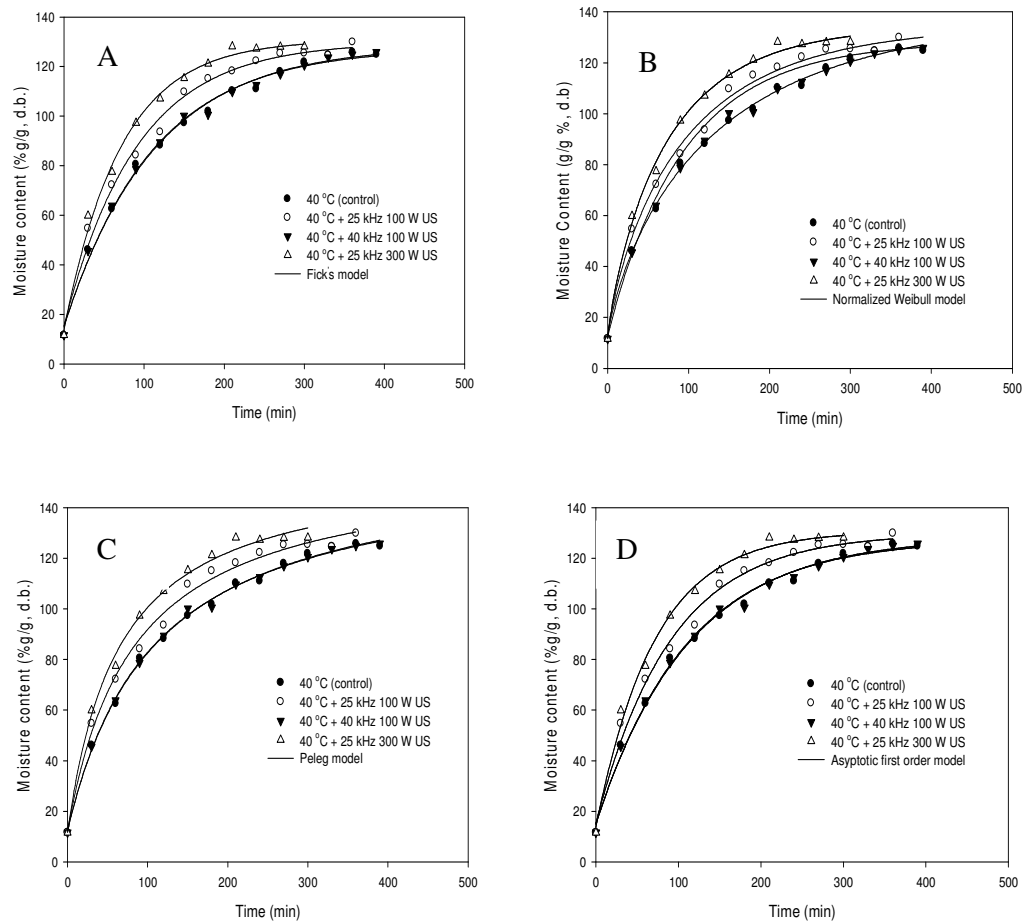 A
Moisture content (%g/g, d.b.)
140
120
100
80
60
40
20
0
40 °C (control)
40 °C + 25 kHz 100 W US
40 °C + 40 kHz 100 W US
40 °C + 25 kHz 300 W US
Fick's model
0 100 200 300 400 500
Time (min)
B
Moisture Content (g/g %, d.b)
140
120
100
80
60
40
20
0
40 °C (control)
40 °C + 25 kHz 100 W US
40 °C + 40 kHz 100 W US
40 °C + 25 kHz 300 W US
Normalized Weibull model
0 100 200 300 400 500
Time (min)
C
Moisture content (%g/g, d.b.)
140
120
100
80
60
40
20
0
40 °C (control)
40 °C + 25 kHz 100 W US
40 °C + 40 kHz 100 W US
40 °C + 25 kHz 300 W US
Peleg model
0 100 200 300 400 500
Time (min)
D
Moisture content (%g/g, d.b.)
140
120
100
80
60
40
20
0
40 °C (control)
40 °C + 25 kHz 100 W US
40 °C + 40 kHz 100 W US
40 °C + 25 kHz 300 W US
Asyptotic first order model
0 100 200 300 400 500
Time (min)